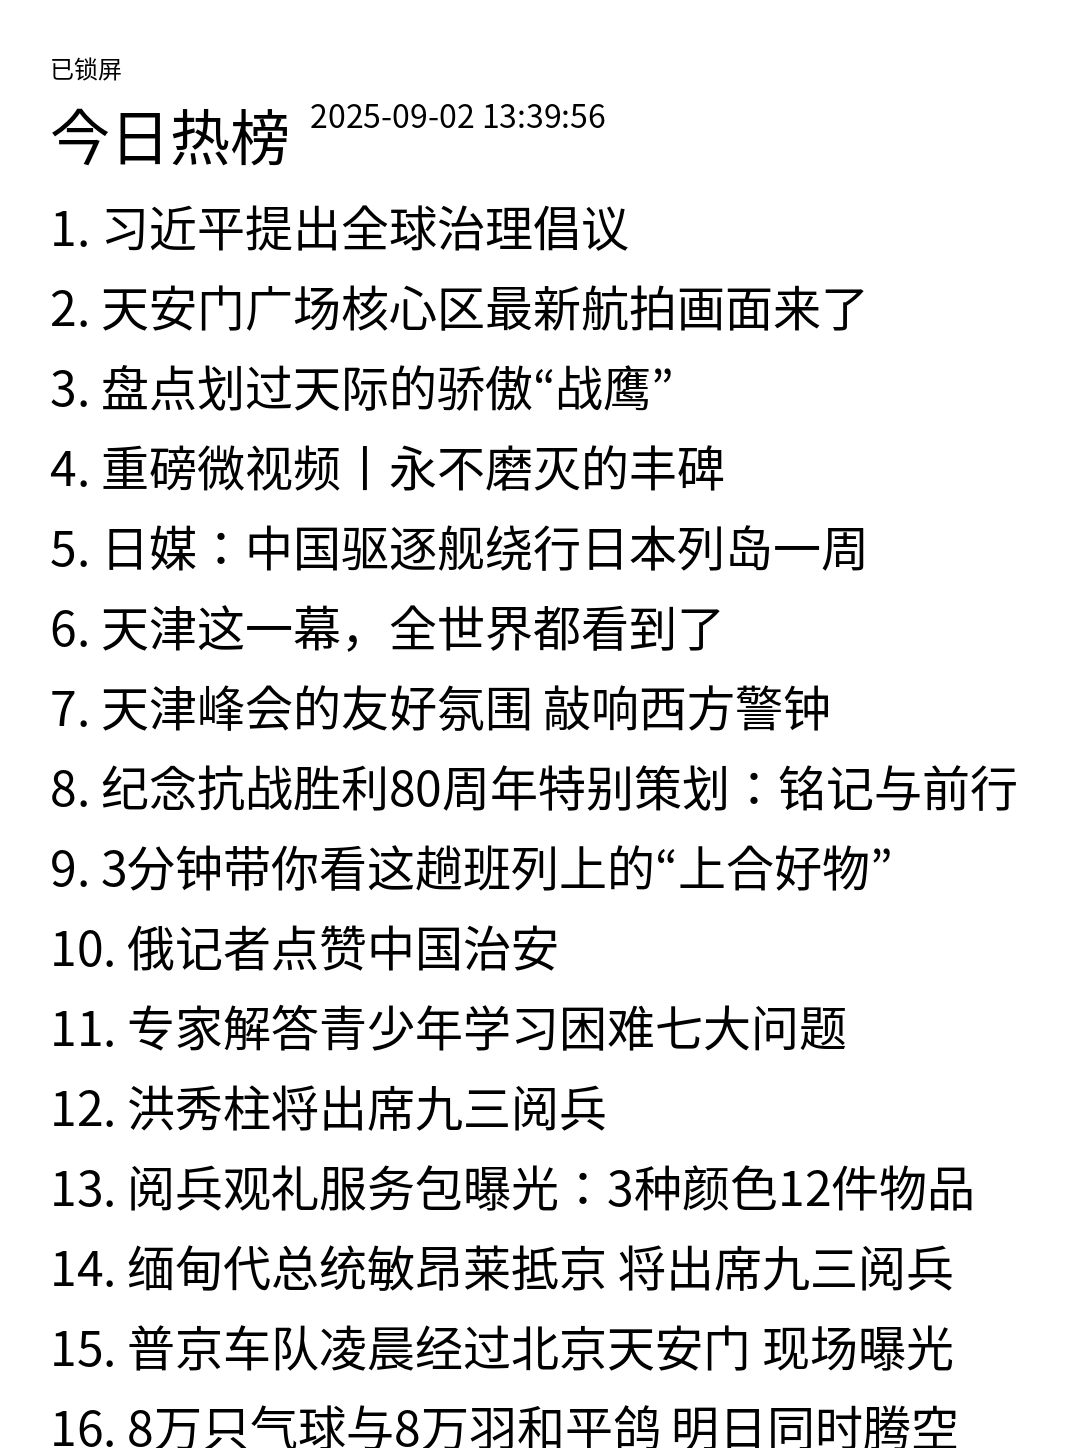 已锁屏
今日热榜 2025-09-02 13:39:56
1. 习近平提出全球治理倡议
2. 天安门广场核心区最新航拍画面来了
3. 盘点划过天际的骄傲“战鹰”
4. 重磅微视频丨永不磨灭的丰碑
5. 日媒：中国驱逐舰绕行日本列岛一周
6. 天津这一幕，全世界都看到了
7. 天津峰会的友好氛围 敲响西方警钟
8. 纪念抗战胜利80周年特别策划：铭记与前行
9. 3分钟带你看这趟班列上的“上合好物”
10. 俄记者点赞中国治安
11. 专家解答青少年学习困难七大问题
12. 洪秀柱将出席九三阅兵
13. 阅兵观礼服务包曝光：3种颜色12件物品
14. 缅甸代总统敏昂莱抵京 将出席九三阅兵
15. 普京车队凌晨经过北京天安门 现场曝光
16. 8万只气球与8万羽和平鸽 明日同时腾空